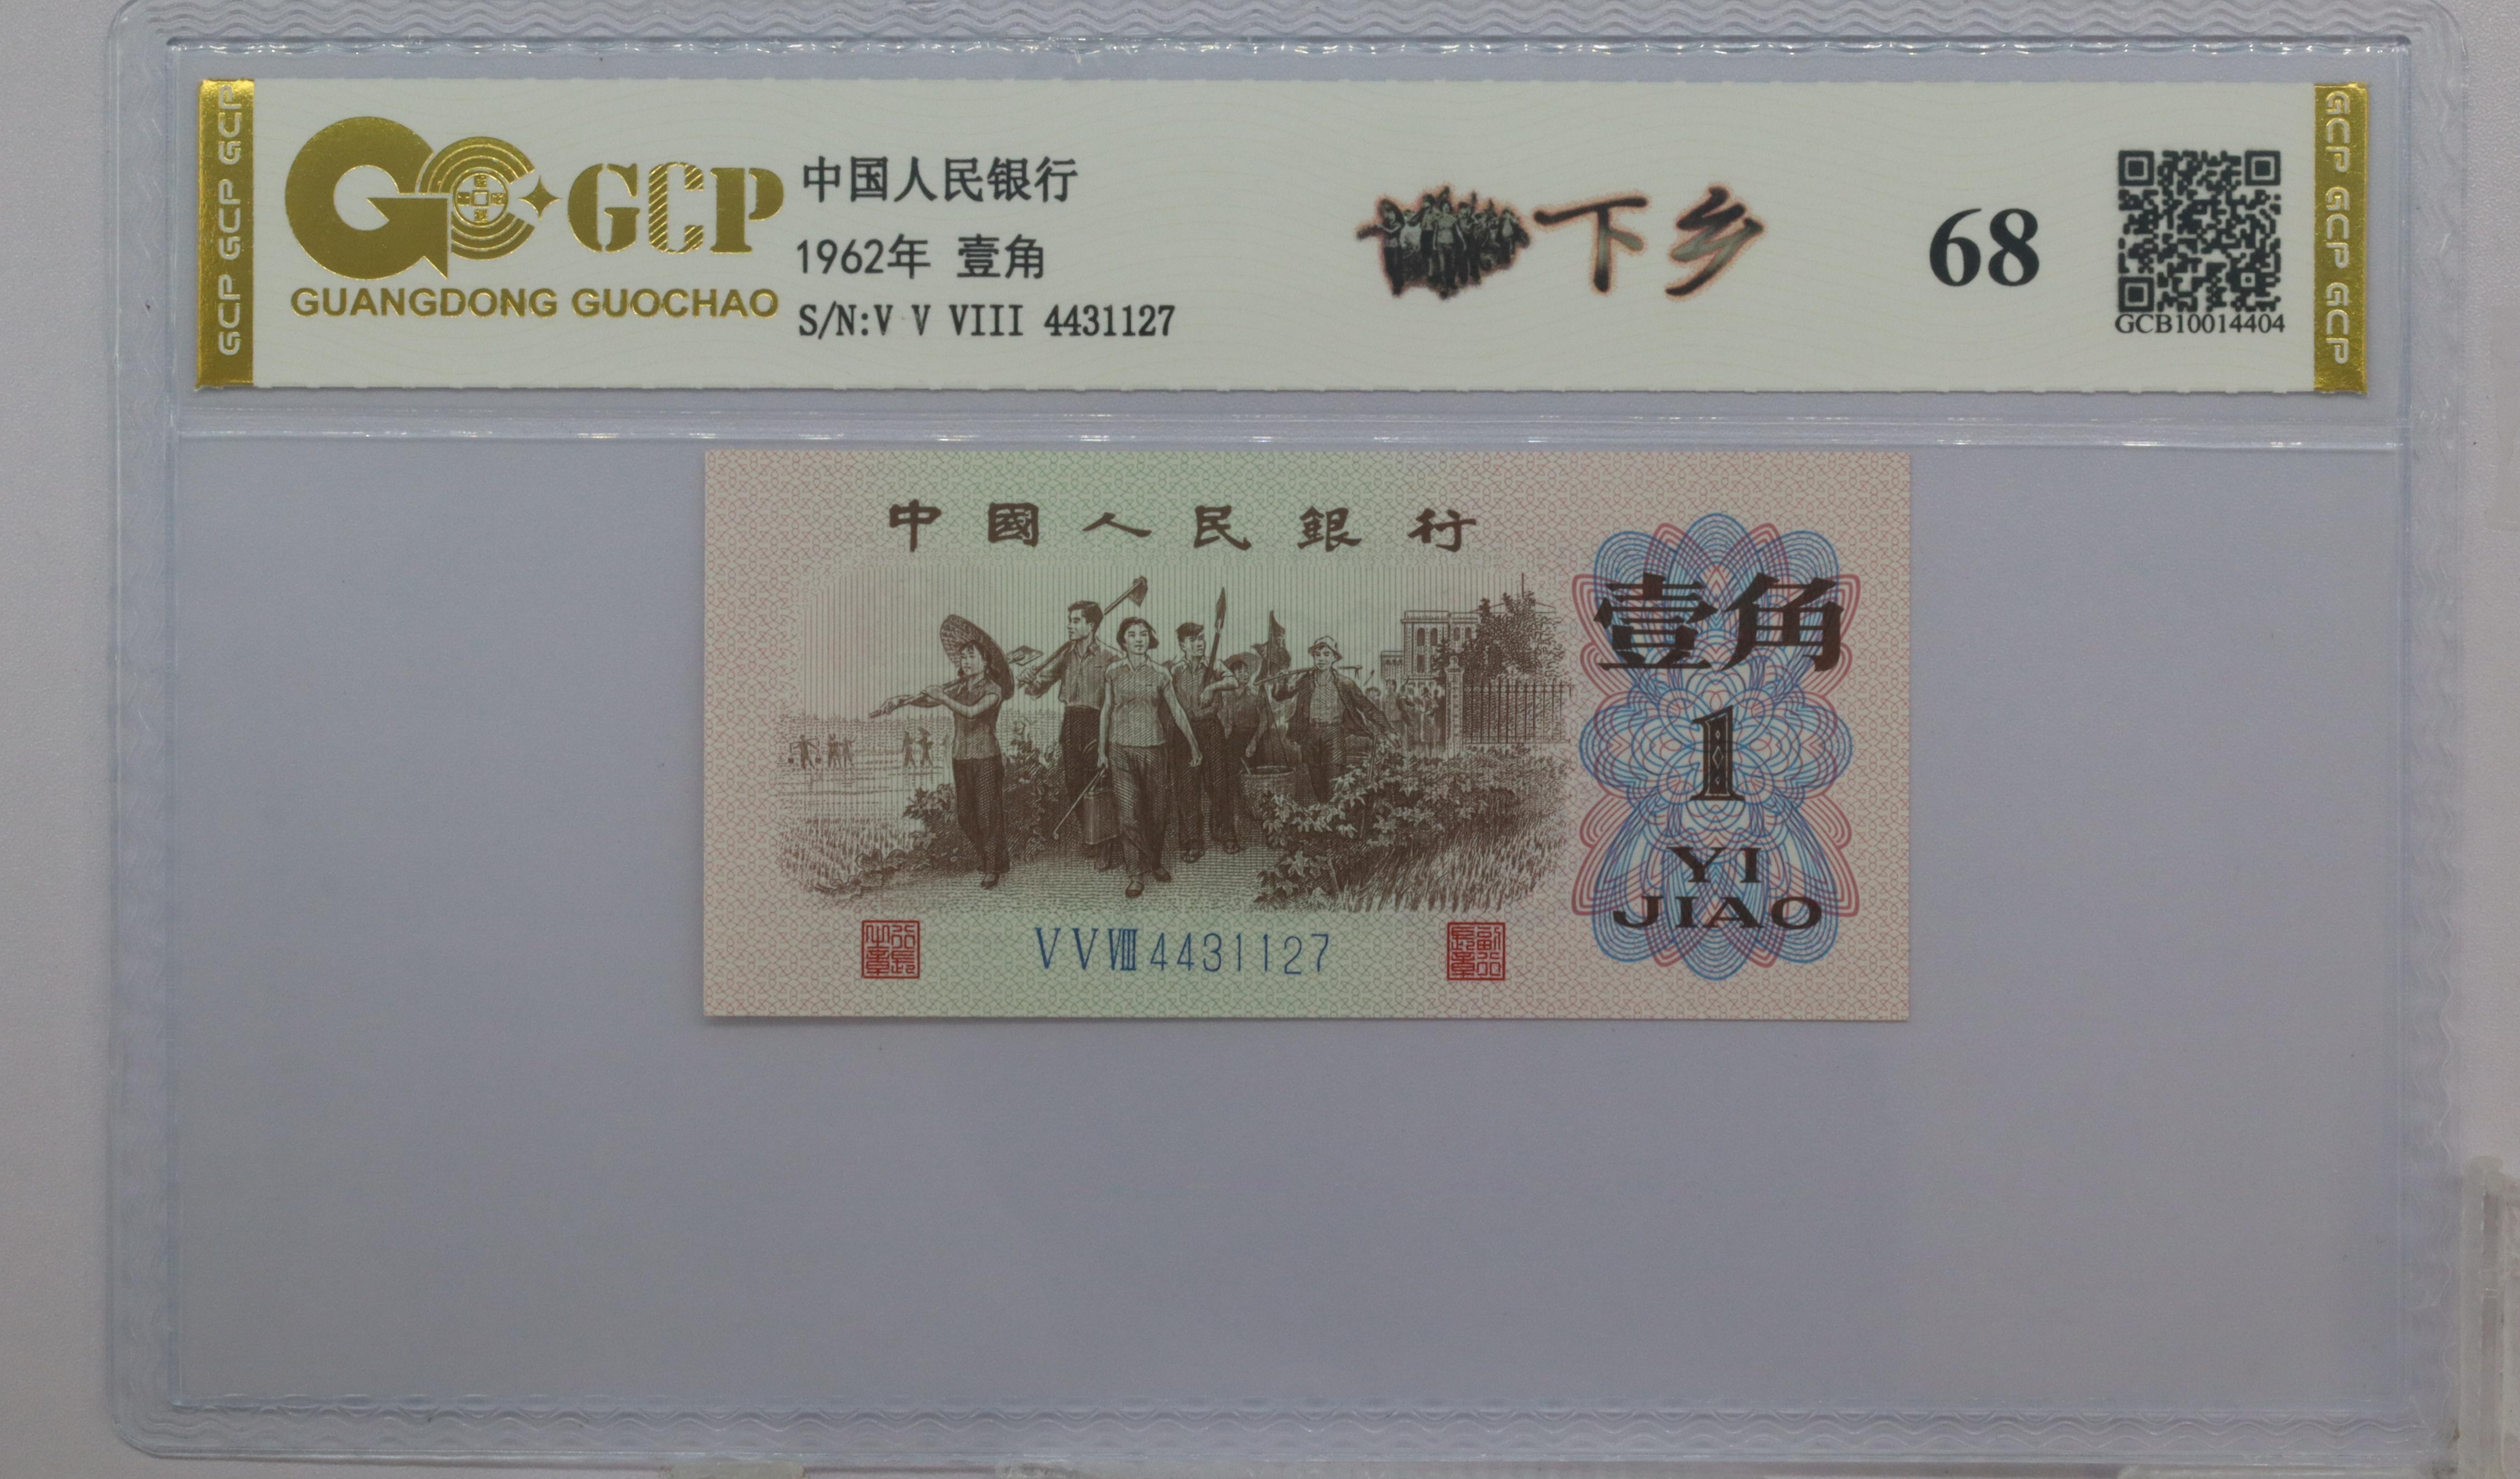 GCP GCP GCP
GCP
GUANGDONG GUOCHAO
中国人民银行
1962年 壹角
S/N:V V VIII 4431127
下乡
68
GCB10014404
GCP GCP GCP
中國人民銀行
壹角
1
YI
JIAO
V V VIII 4431127